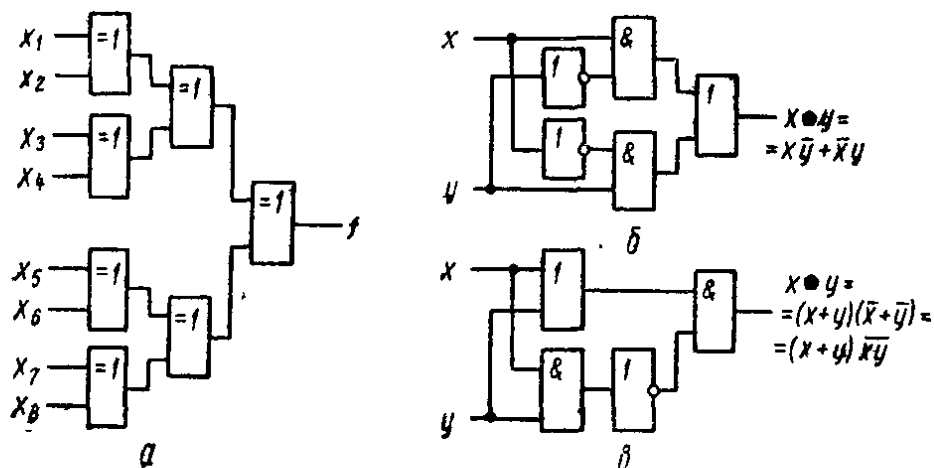 x₁
=1
x₂
=1
x₃
=1
x₄
=1
f
x₅
=1
x₆
=1
x₇
=1
x₈
а
x
&
1
1
1
&
y
x⊕y=
=xȳ+x̄y
б
x
1
&
&
1
y
x⊕y=
=(x+y)(x̄+ȳ)=
=(x+y)x̅y̅
в